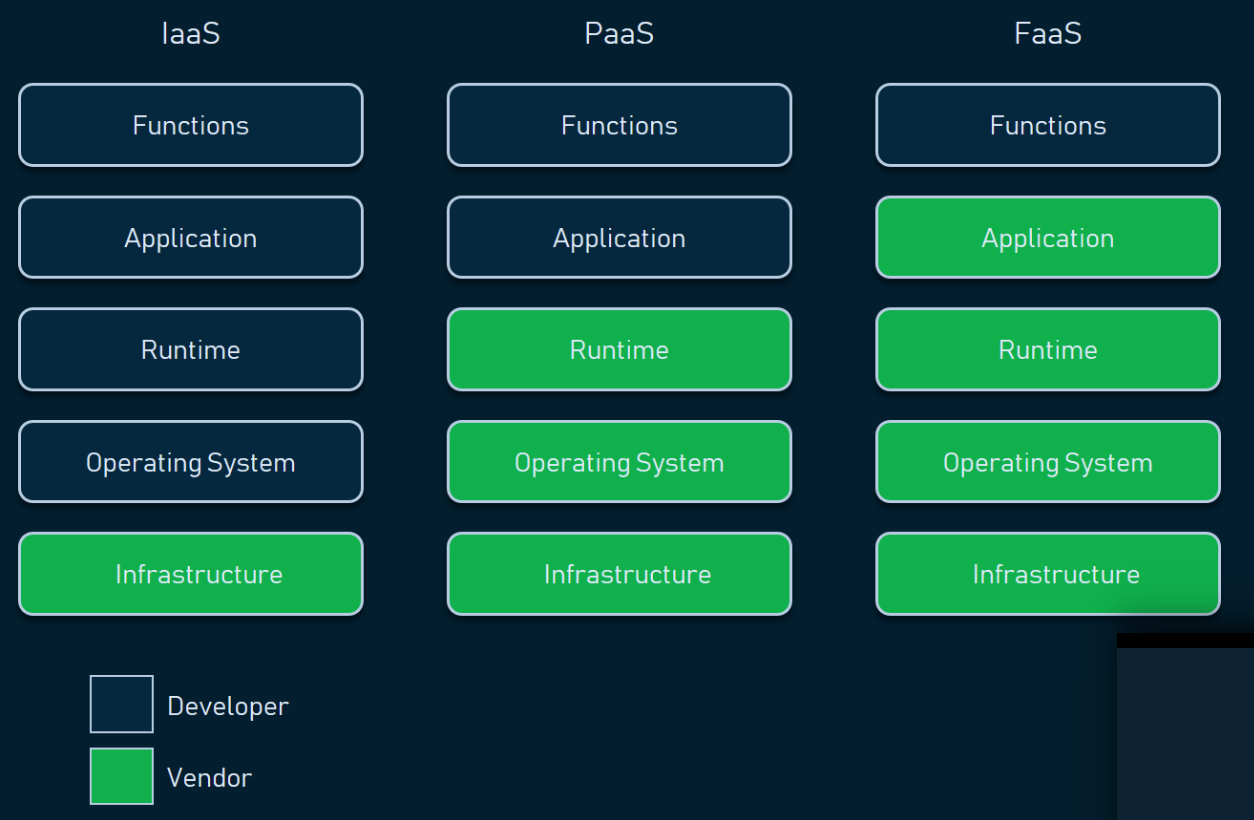 IaaS PaaS FaaS
Functions Functions Functions
Application Application Application
Runtime Runtime Runtime
Operating System Operating System Operating System
Infrastructure Infrastructure Infrastructure
Developer
Vendor